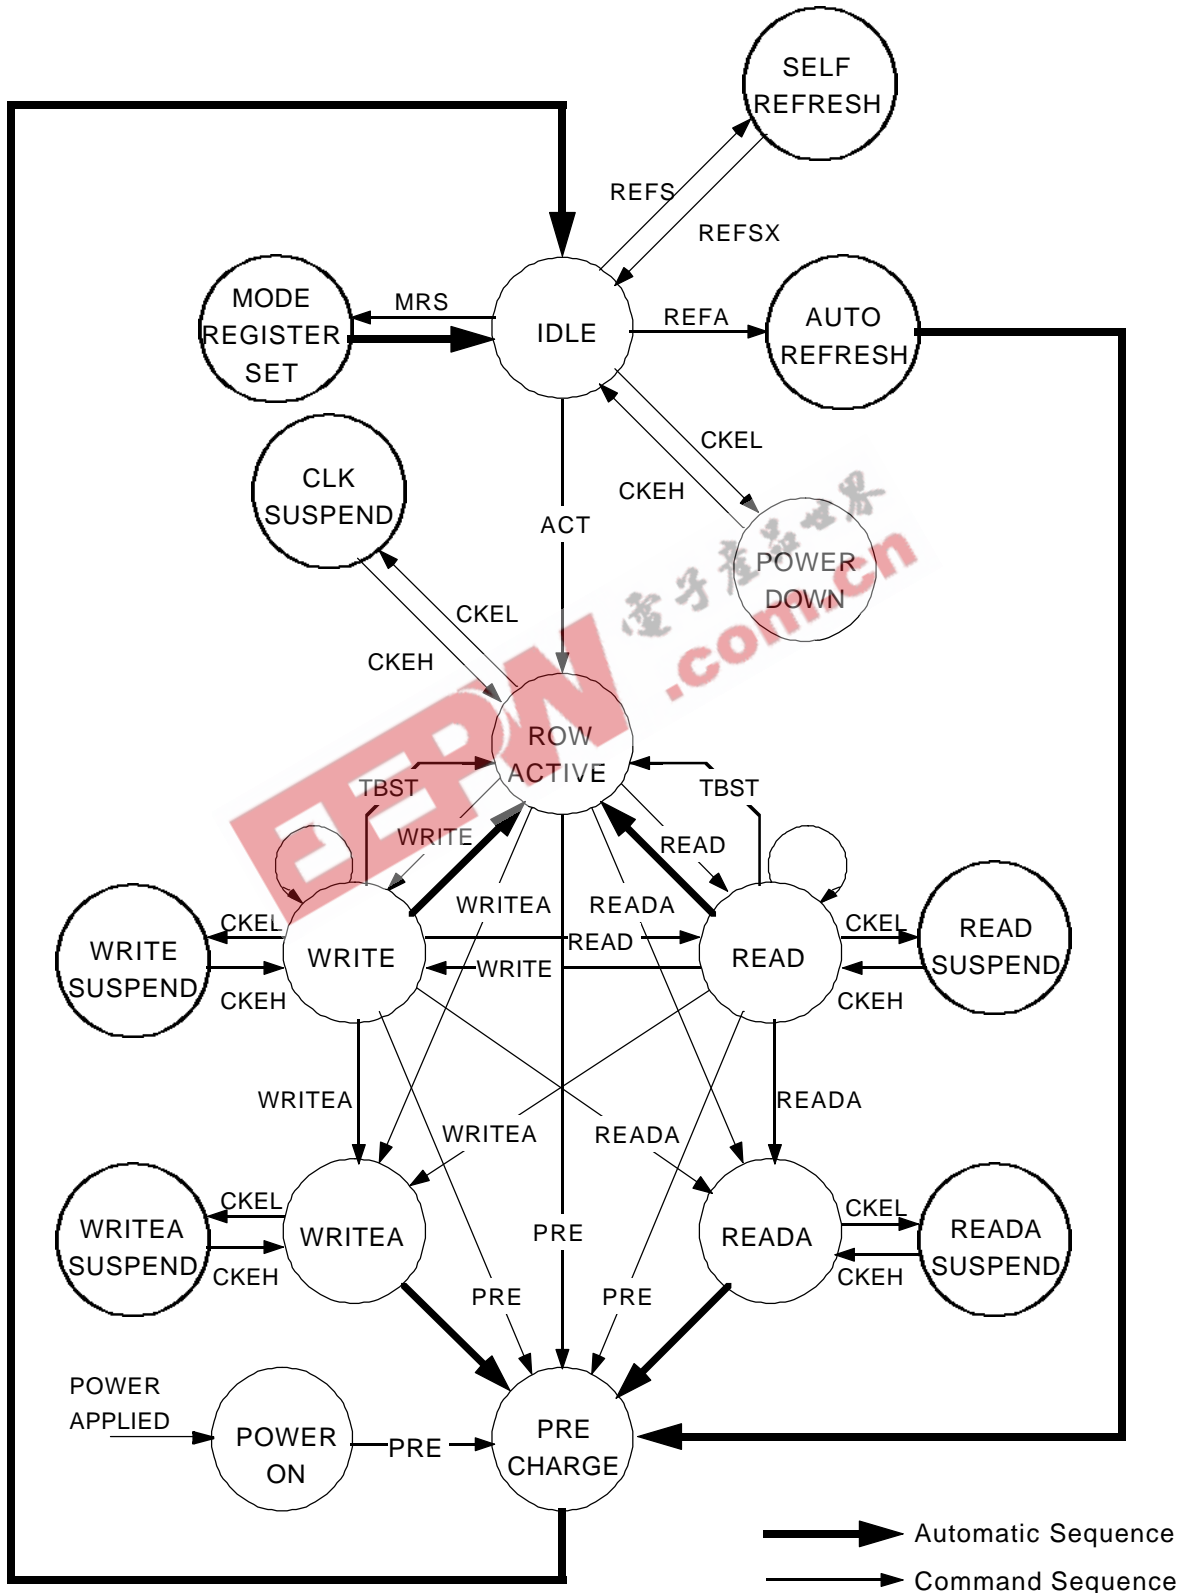 SELF
REFRESH
REFS
REFSX
MODE
REGISTER
SET
MRS
IDLE
REFA
AUTO
REFRESH
CLK
SUSPEND
CKEL
CKEH
ACT
POWER
DOWN
電子產品世界
EEPW
.com.cn
CKEL
CKEH
ROW
ACTIVE
TBST
TBST
WRITE
READ
WRITEA
READA
CKEL
WRITE
SUSPEND
CKEH
WRITE
READ
WRITE
READ
CKEL
READ
SUSPEND
CKEH
WRITEA
READA
WRITEA
READA
CKEL
WRITEA
SUSPEND
CKEH
WRITEA
PRE
READA
CKEL
READA
SUSPEND
CKEH
PRE
PRE
POWER
APPLIED
POWER
ON
PRE
PRE
CHARGE
Automatic Sequence
Command Sequence